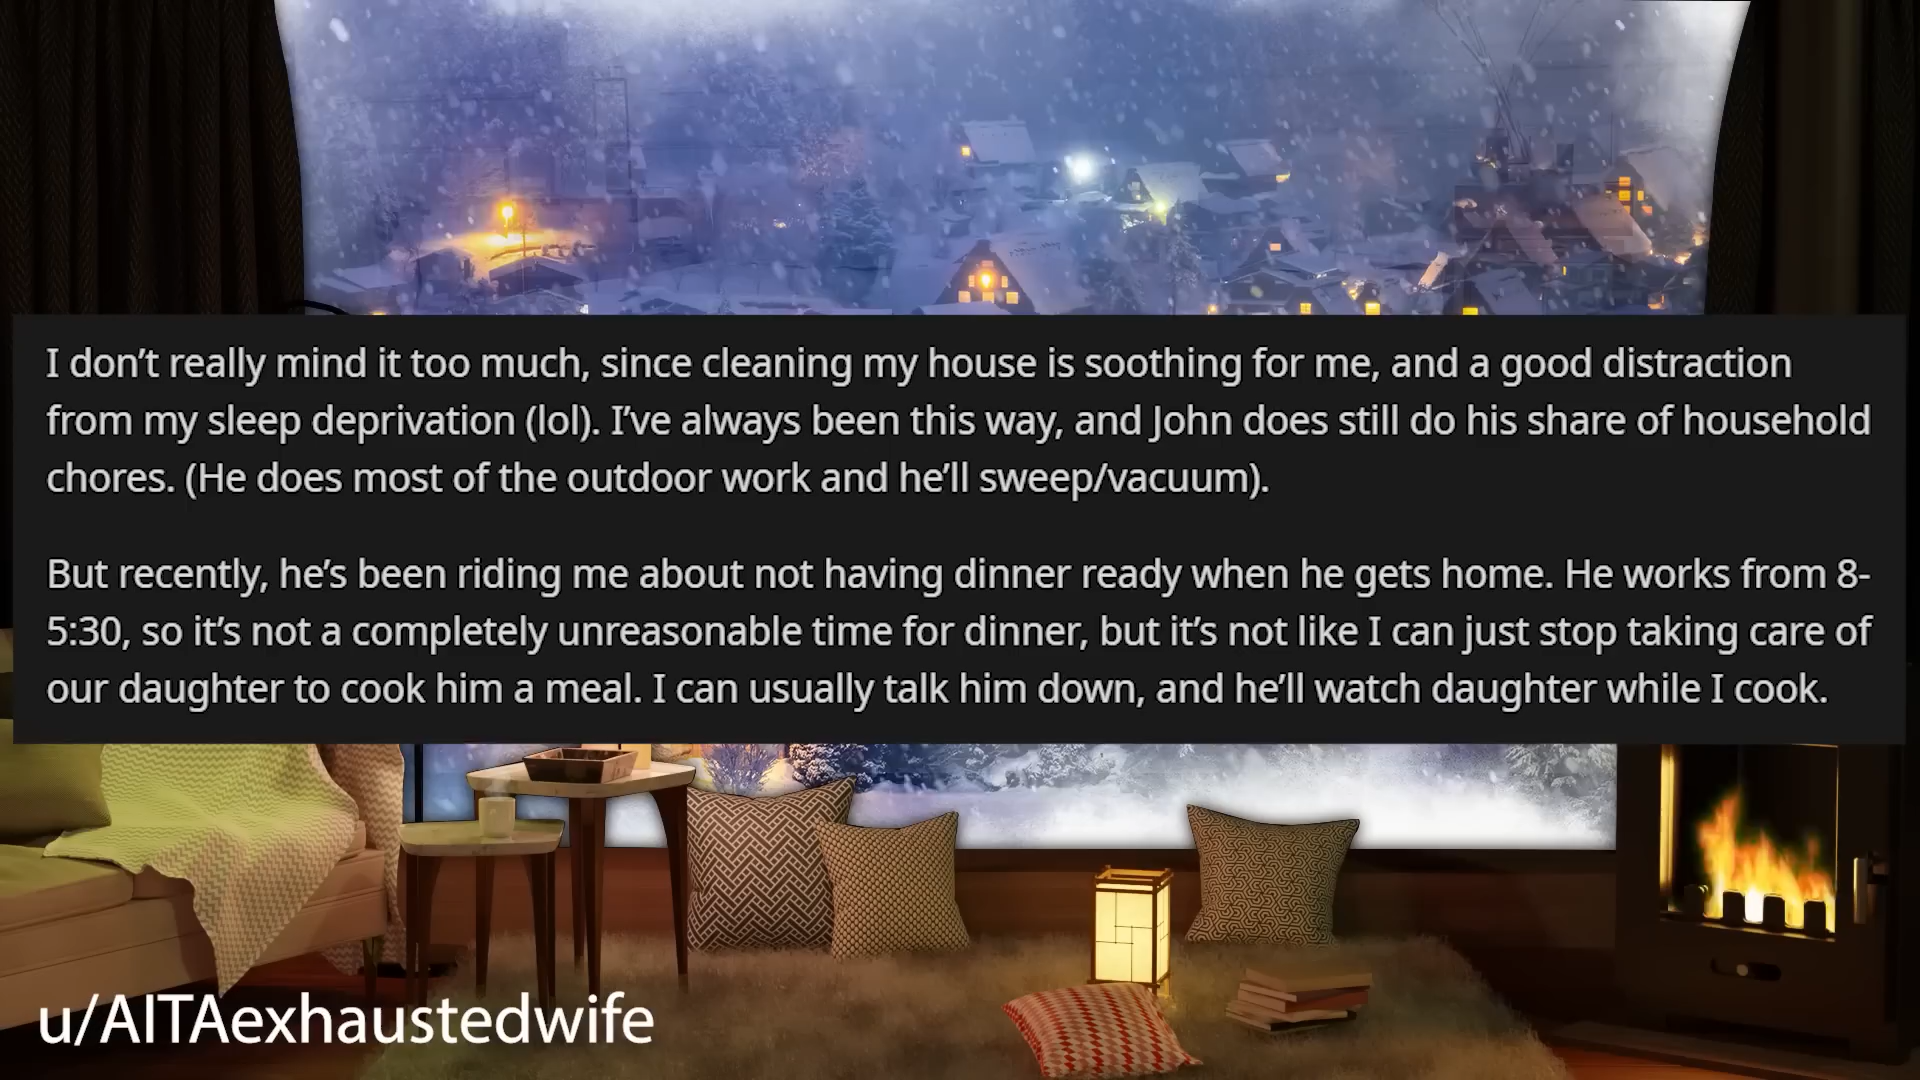 I don’t really mind it too much, since cleaning my house is soothing for me, and a good distraction
from my sleep deprivation (lol). I’ve always been this way, and John does still do his share of household
chores. (He does most of the outdoor work and he’ll sweep/vacuum).
But recently, he’s been riding me about not having dinner ready when he gets home. He works from 8-
5:30, so it’s not a completely unreasonable time for dinner, but it’s not like I can just stop taking care of
our daughter to cook him a meal. I can usually talk him down, and he’ll watch daughter while I cook.
u/AITAexhaustedwife